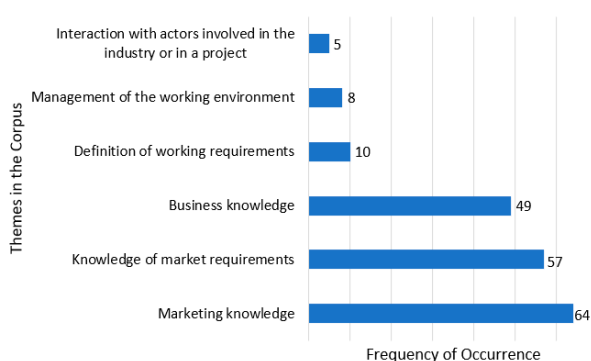 Interaction with actors involved in the
industry or in a project
5
Management of the working environment
8
Definition of working requirements
10
Business knowledge
49
Knowledge of market requirements
57
Marketing knowledge
64
Themes in the Corpus
Frequency of Occurrence